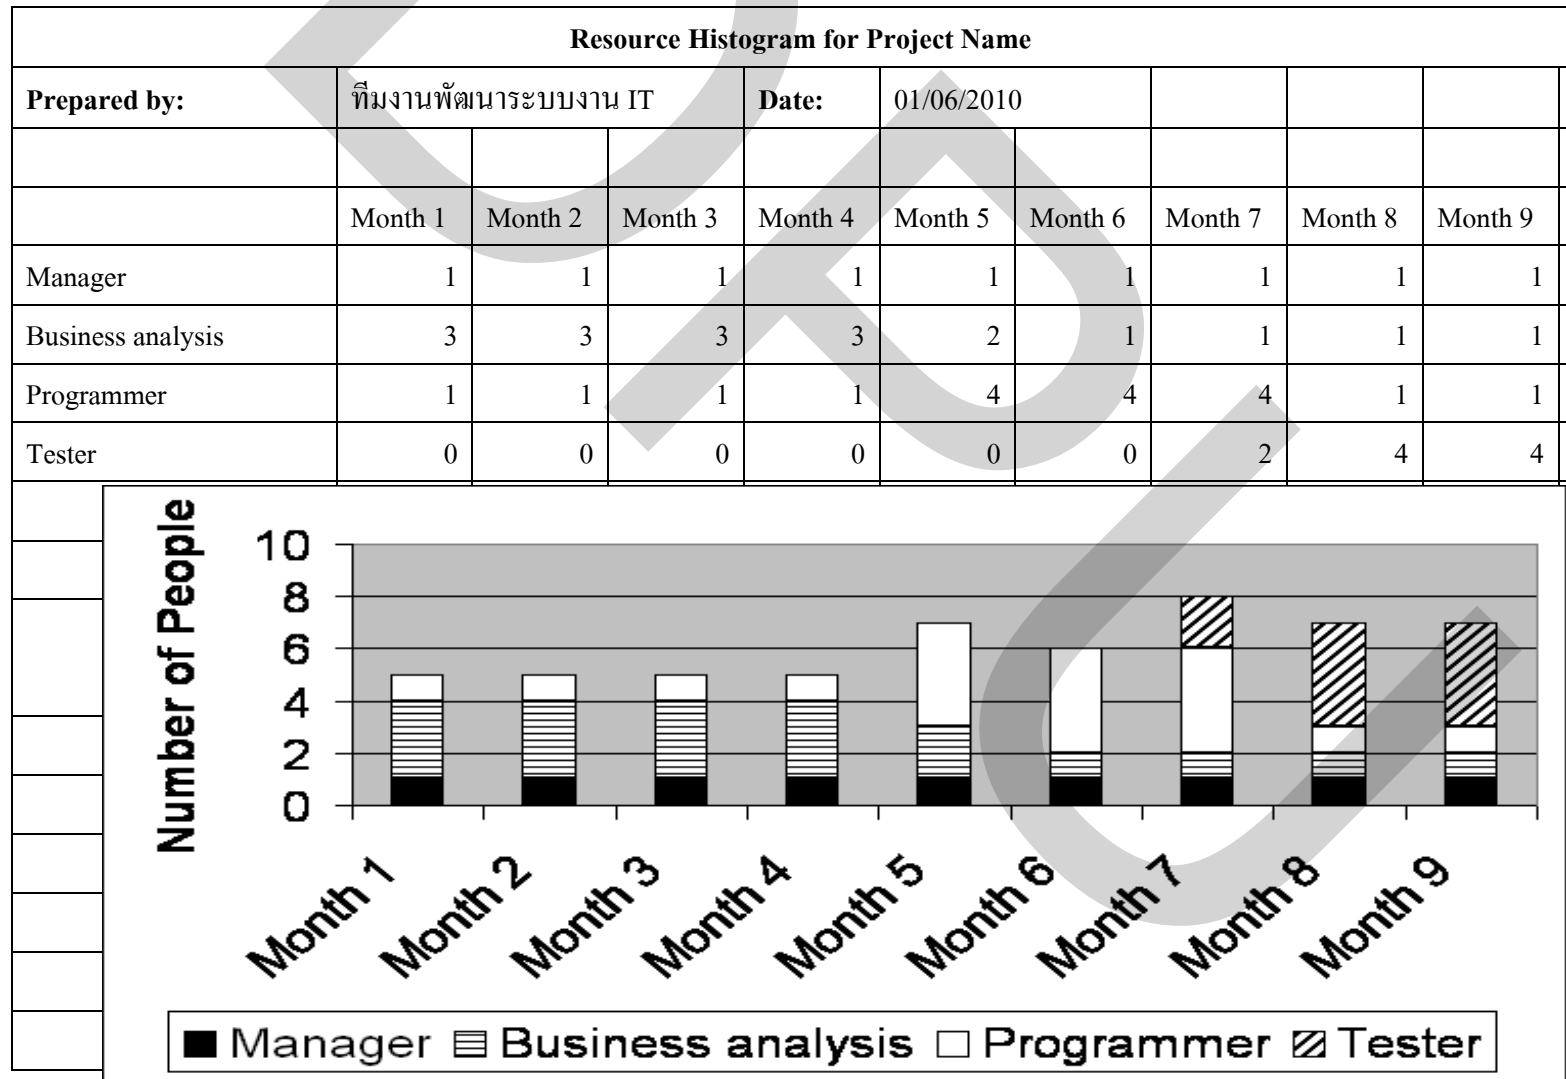 Resource Histogram for Project Name
Prepared by: ทีมงานพัฒนาระบบงาน IT Date: 01/06/2010
Month 1 Month 2 Month 3 Month 4 Month 5 Month 6 Month 7 Month 8 Month 9
Manager 1 1 1 1 1 1 1 1 1
Business analysis 3 3 3 3 2 1 1 1 1
Programmer 1 1 1 1 4 4 4 1 1
Tester 0 0 0 0 0 0 2 4 4
Number of People
10
8
6
4
2
0
Month 1 Month 2 Month 3 Month 4 Month 5 Month 6 Month 7 Month 8 Month 9
Manager Business analysis Programmer Tester
DPU